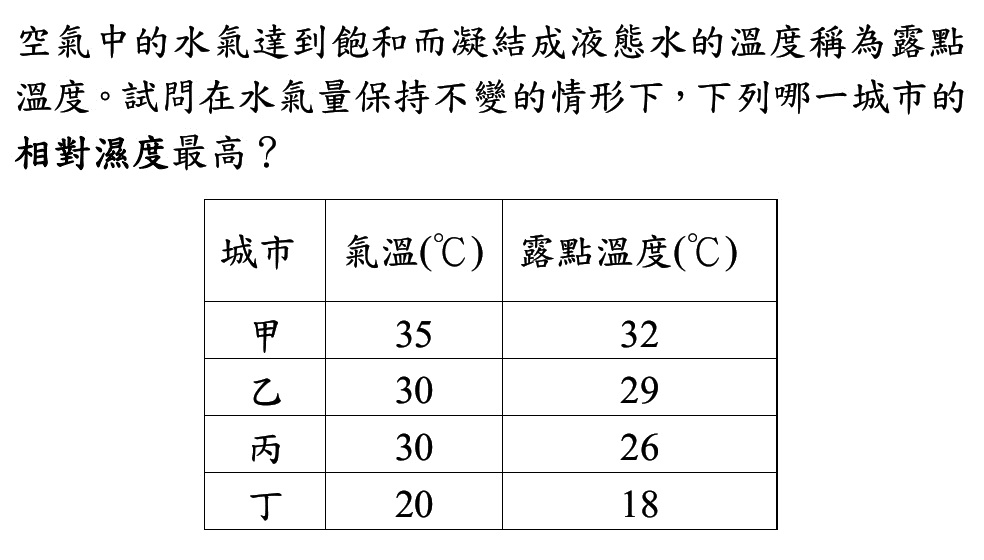 空氣中的水氣達到飽和而凝結成液態水的溫度稱為露點
溫度。試問在水氣量保持不變的情形下，下列哪一城市的
相對濕度最高？
城市 氣溫(℃) 露點溫度(℃)
甲 35 32
乙 30 29
丙 30 26
丁 20 18